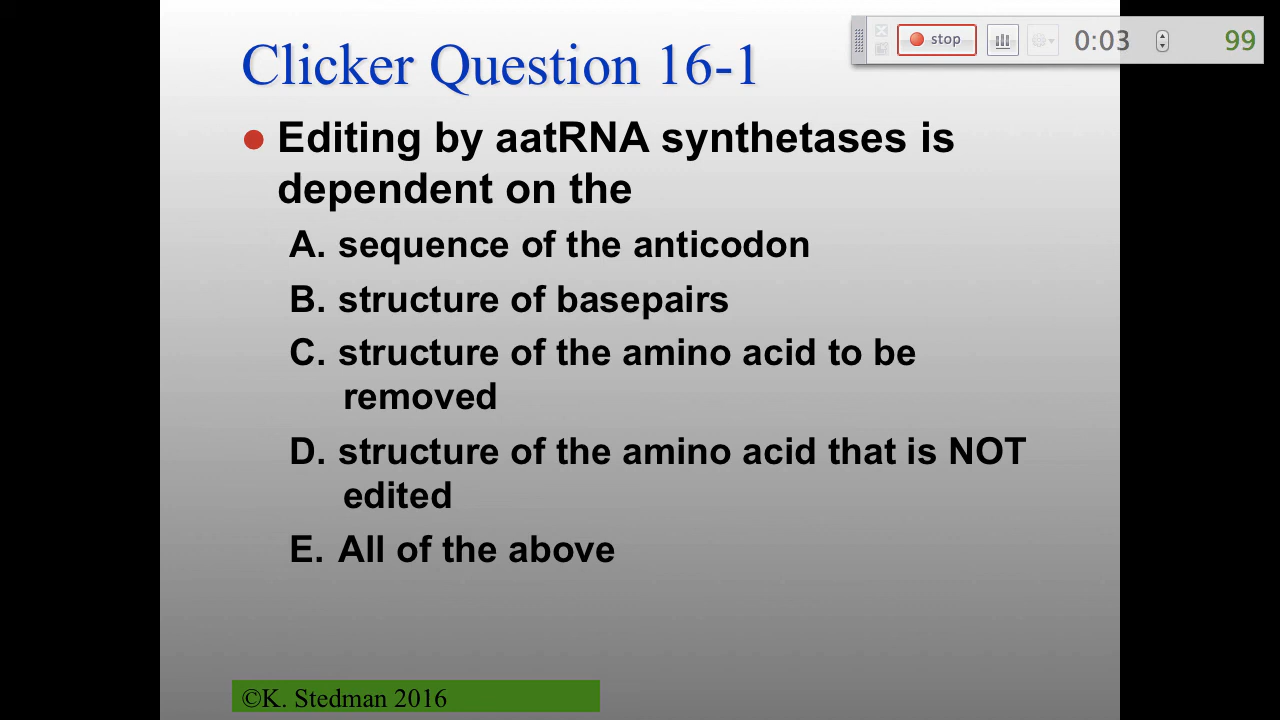 Clicker Question 16-1
stop 0:03 99
Editing by aatRNA synthetases is
dependent on the
A. sequence of the anticodon
B. structure of basepairs
C. structure of the amino acid to be
removed
D. structure of the amino acid that is NOT
edited
E. All of the above
©K. Stedman 2016